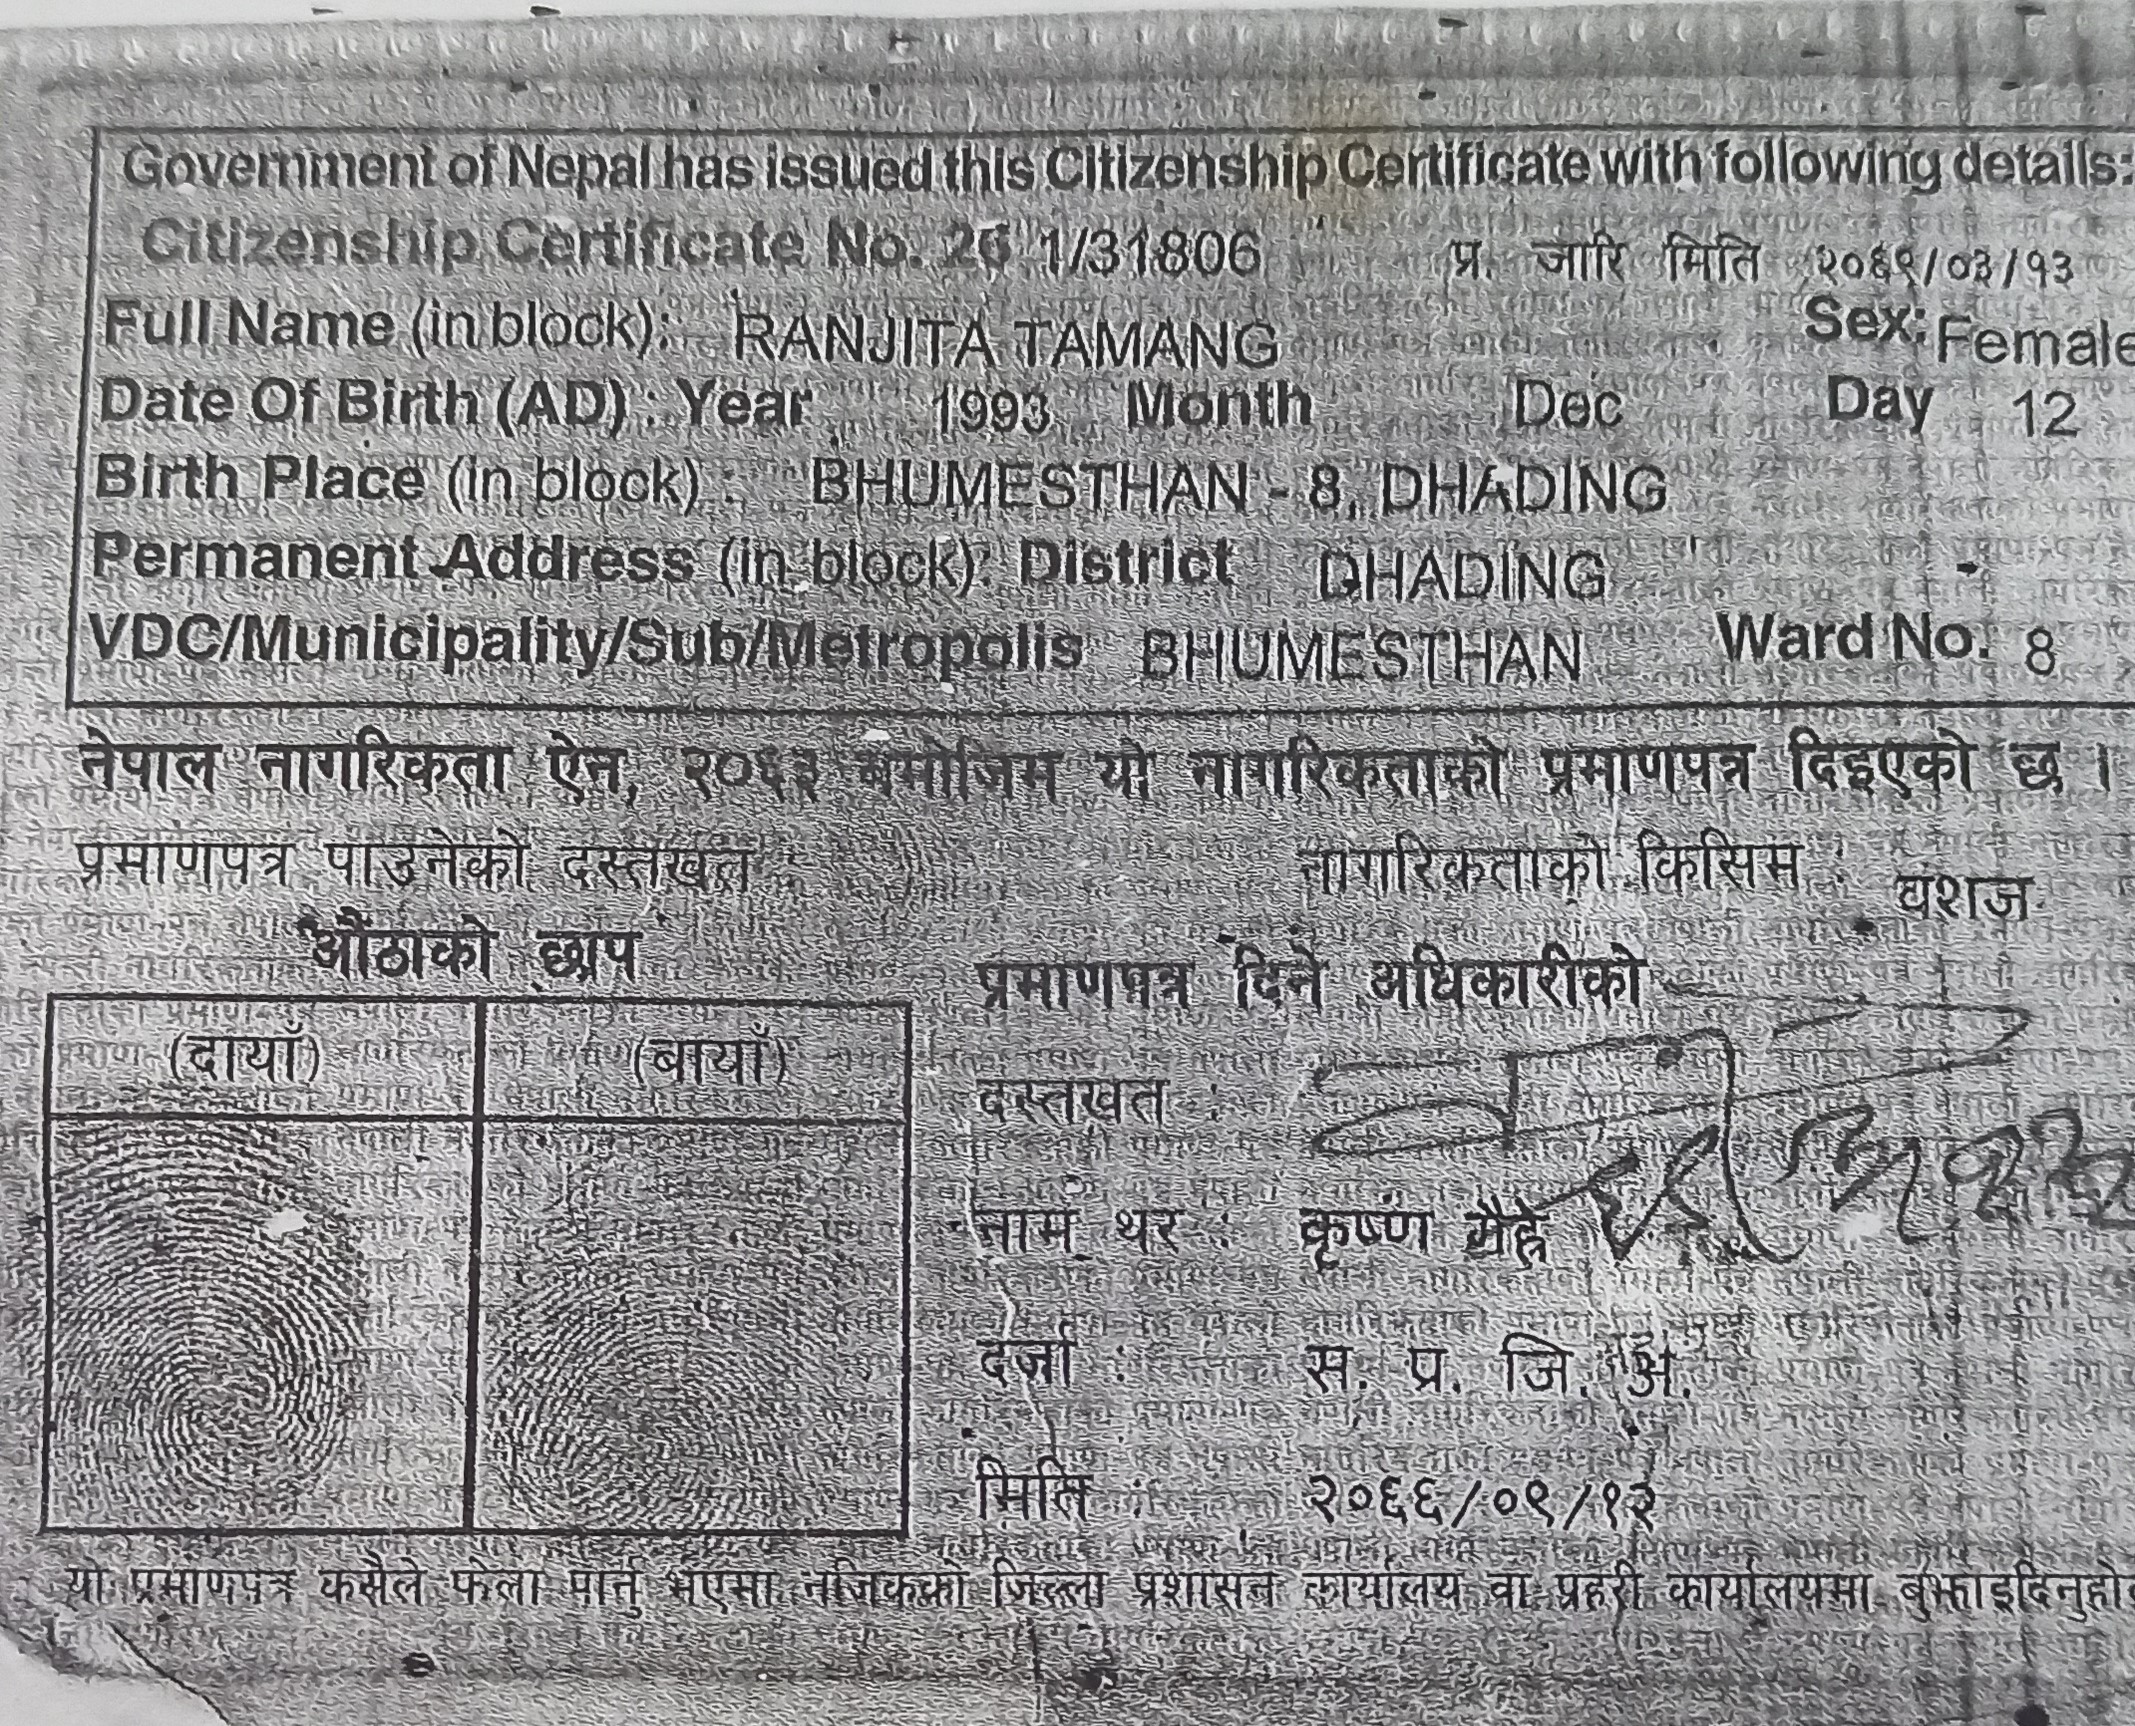 Government of Nepal has issued this Citizenship Certificate with following details:
Citizenship Certificate No. 26 1/31806 प्र. जारि मिति २०६९/०३/१३
Full Name (in block): RANJITA TAMANG Sex: Female
Date Of Birth (AD) : Year 1993 Month Dec Day 12
Birth Place (in block) : BHUMESTHAN - 8, DHADING
Permanent Address (in block): District DHADING
VDC/Municipality/Sub/Metropolis BHUMESTHAN Ward No. 8
नेपाल नागरिकता ऐन, २०६३ बमोजिम यो नागरिकताको प्रमाणपत्र दिइएको छ ।
प्रमाणपत्र पाउनेको दस्तखत नागरिकताको किसिम : वंशज
औंठाको छाप
प्रमाणपत्र दिने अधिकारीको
(दायाँ) (बायाँ)
दस्तखत :
नाम थर : कृष्ण
दर्जा : स. प्र. जि. अ.
मिति : २०६६/०९/१३
यो प्रमाणपत्र कसैले फेला पार्नु भएमा नजिकको जिल्ला प्रशासन कार्यालय वा प्रहरी कार्यालयमा